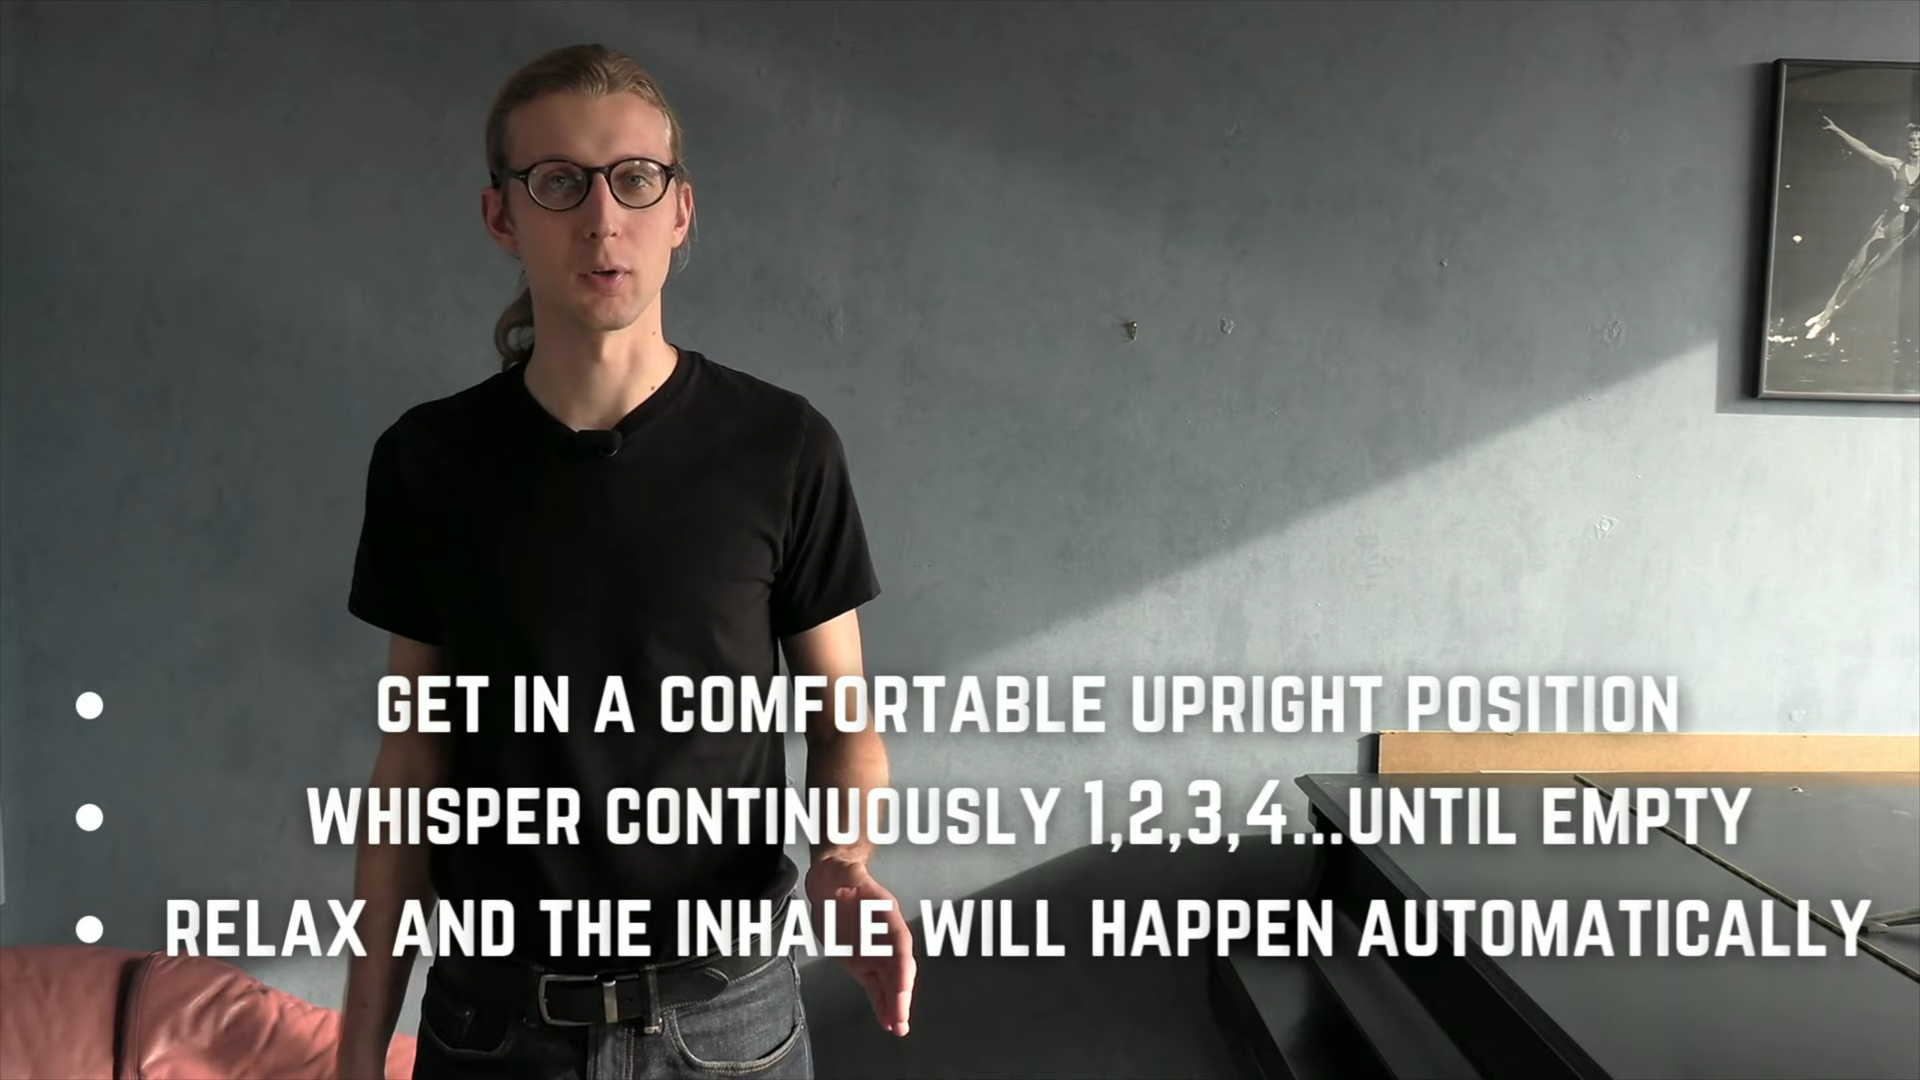 • GET IN A COMFORTABLE UPRIGHT POSITION
• WHISPER CONTINUOUSLY 1,2,3,4...UNTIL EMPTY
• RELAX AND THE INHALE WILL HAPPEN AUTOMATICALLY